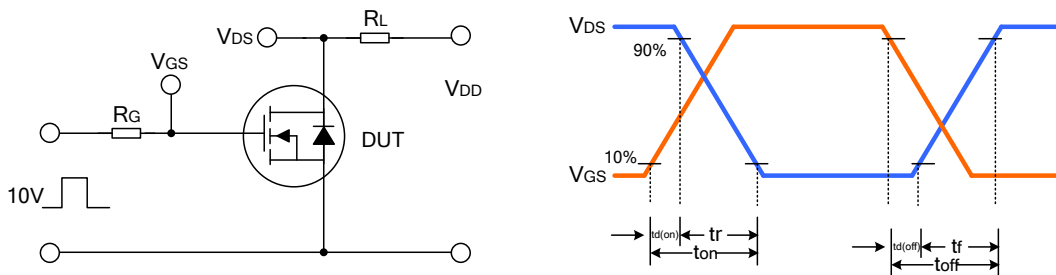 RL
VDS
VGS
VDD
RG
DUT
10V
VDS
90%
10%
VGS
td(on)
tr
ton
td(off)
tf
toff